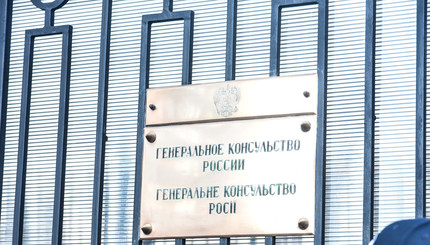 ГЕНЕРАЛЬНОЕ КОНСУЛЬСТВО
РОССИИ
ГЕНЕРАЛЬНЕ КОНСУЛЬСТВО
РОСІЇ